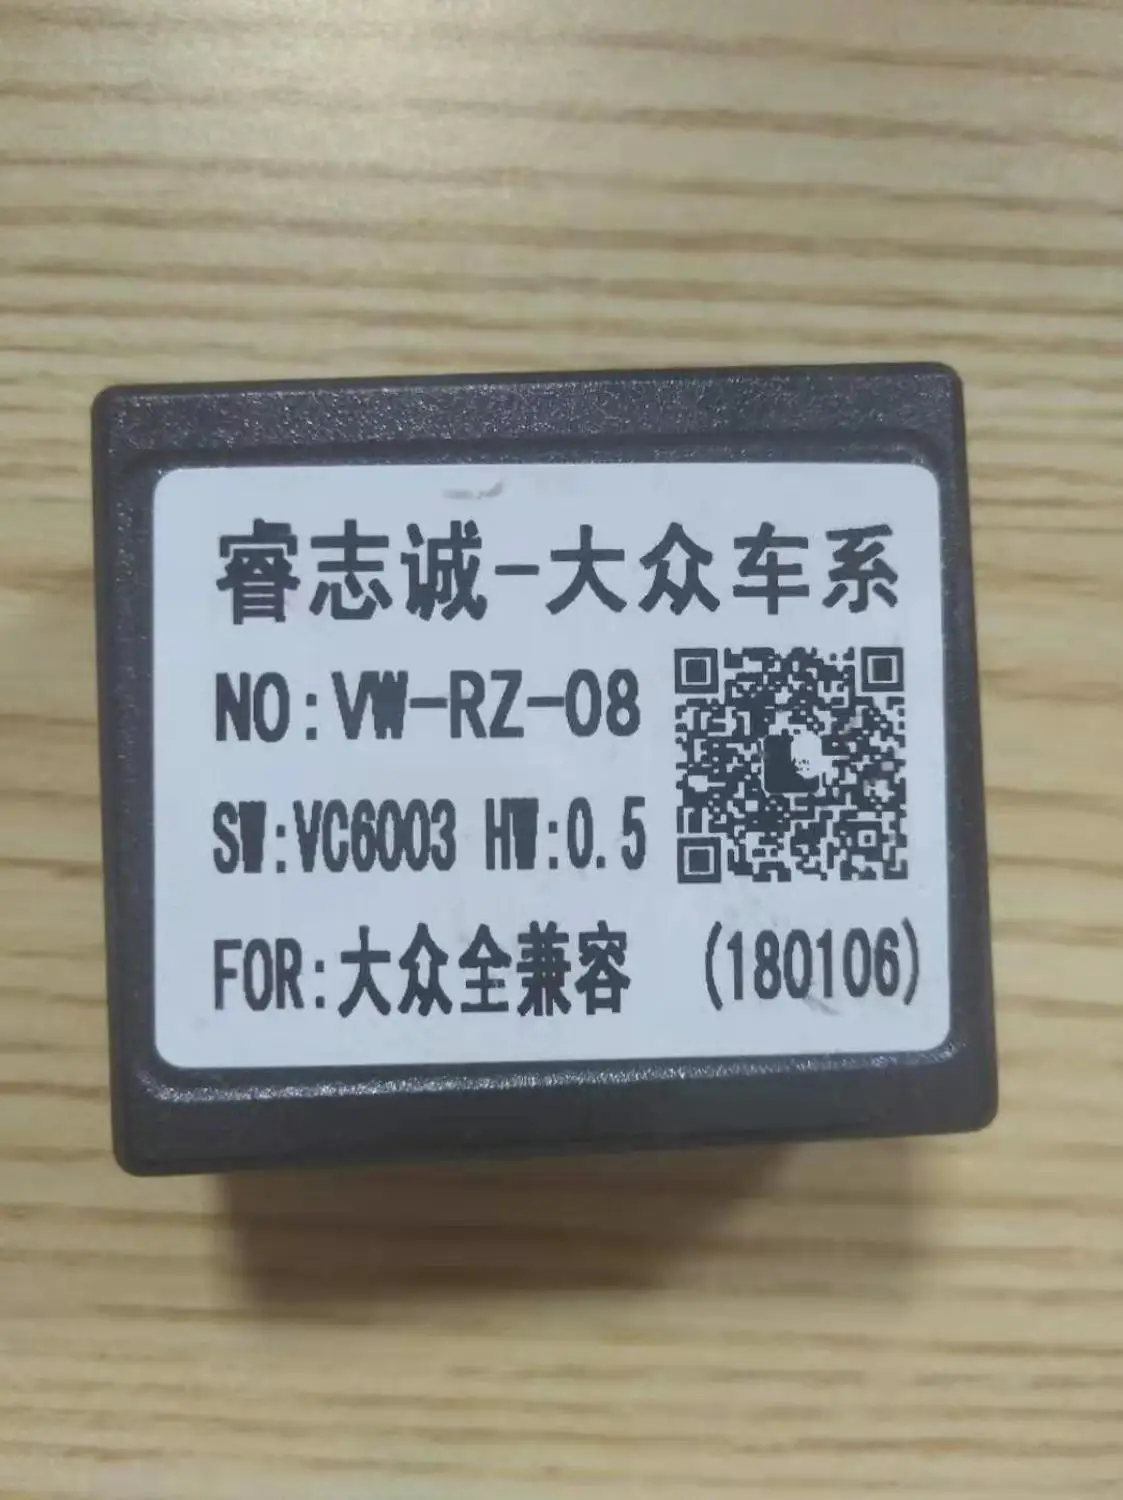 睿志诚-大众车系
NO:VW-RZ-08
SW:VC6003 HW:0.5
FOR:大众全兼容 (180106)